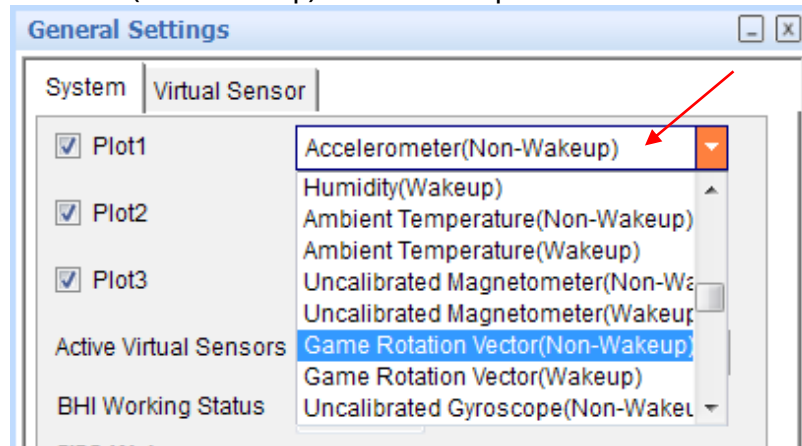 General Settings
System Virtual Sensor
Plot1 Accelerometer(Non-Wakeup)
Humidity(Wakeup)
Plot2 Ambient Temperature(Non-Wakeup)
Ambient Temperature(Wakeup)
Plot3 Uncalibrated Magnetometer(Non-Wa
Uncalibrated Magnetometer(Wakeup
Active Virtual Sensors Game Rotation Vector(Non-Wakeup)
Game Rotation Vector(Wakeup)
BHI Working Status Uncalibrated Gyroscope(Non-Wakeu